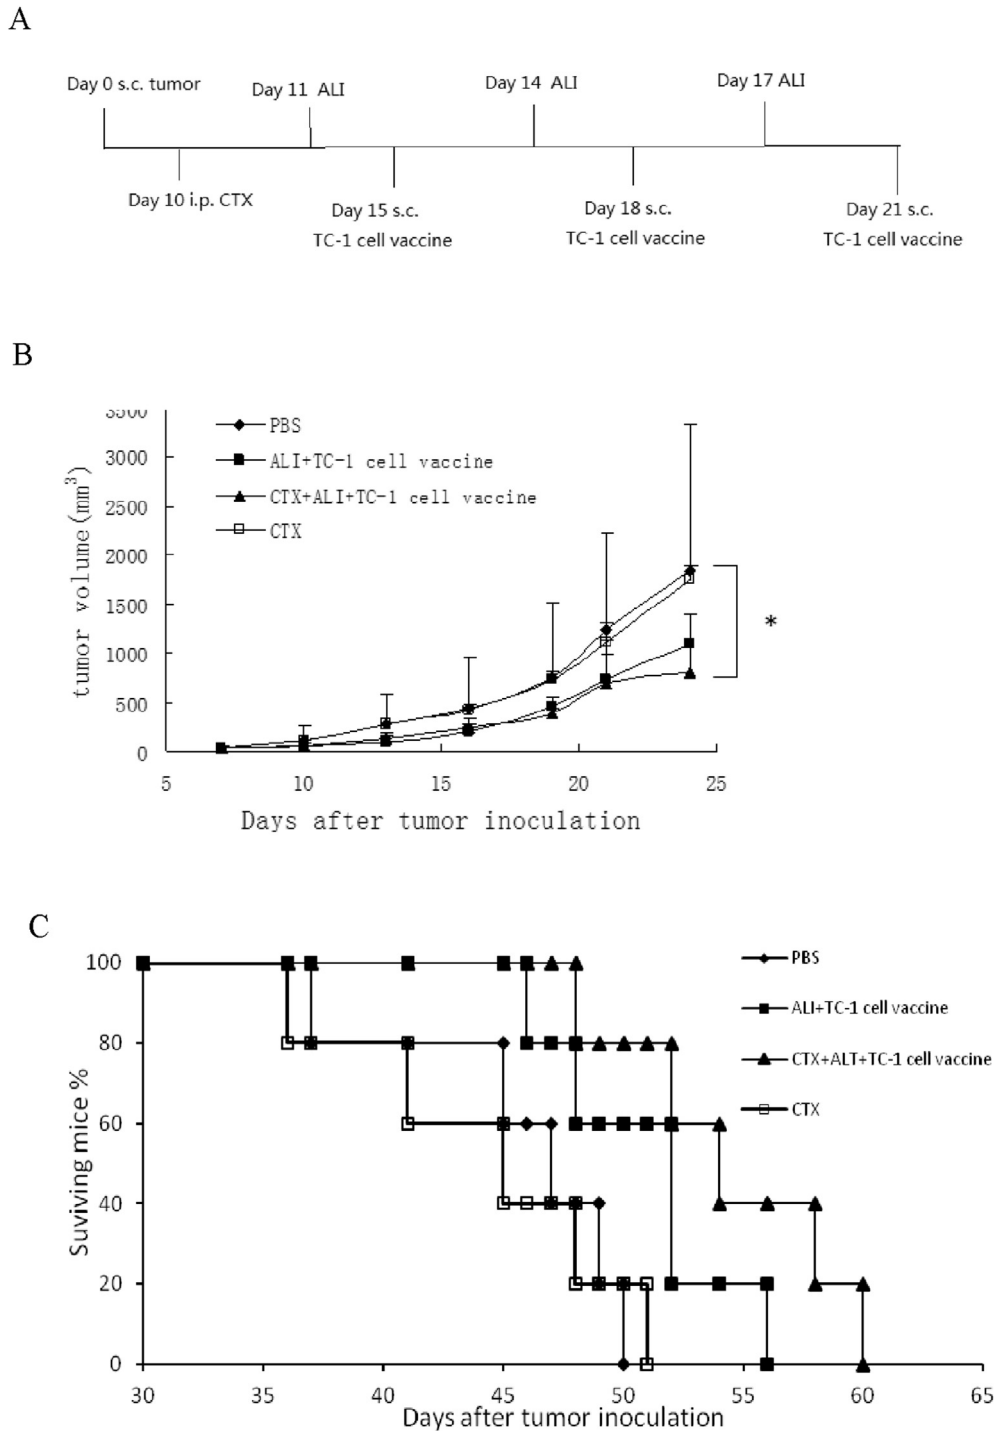 A
Day 0 s.c. tumor
Day 11 ALI
Day 14 ALI
Day 17 ALI
Day 10 i.p. CTX
Day 15 s.c.
TC-1 cell vaccine
Day 18 s.c.
TC-1 cell vaccine
Day 21 s.c.
TC-1 cell vaccine
B
3500
3000
2500
2000
1500
1000
500
0
tumor volume(mm3)
PBS
ALI+TC-1 cell vaccine
CTX+ALI+TC-1 cell vaccine
CTX
*
5 10 15 20 25
Days after tumor inoculation
C
100
80
60
40
20
0
Suviving mice %
PBS
ALI+TC-1 cell vaccine
CTX+ALT+TC-1 cell vaccine
CTX
30 35 40 45 50 55 60 65
Days after tumor inoculation